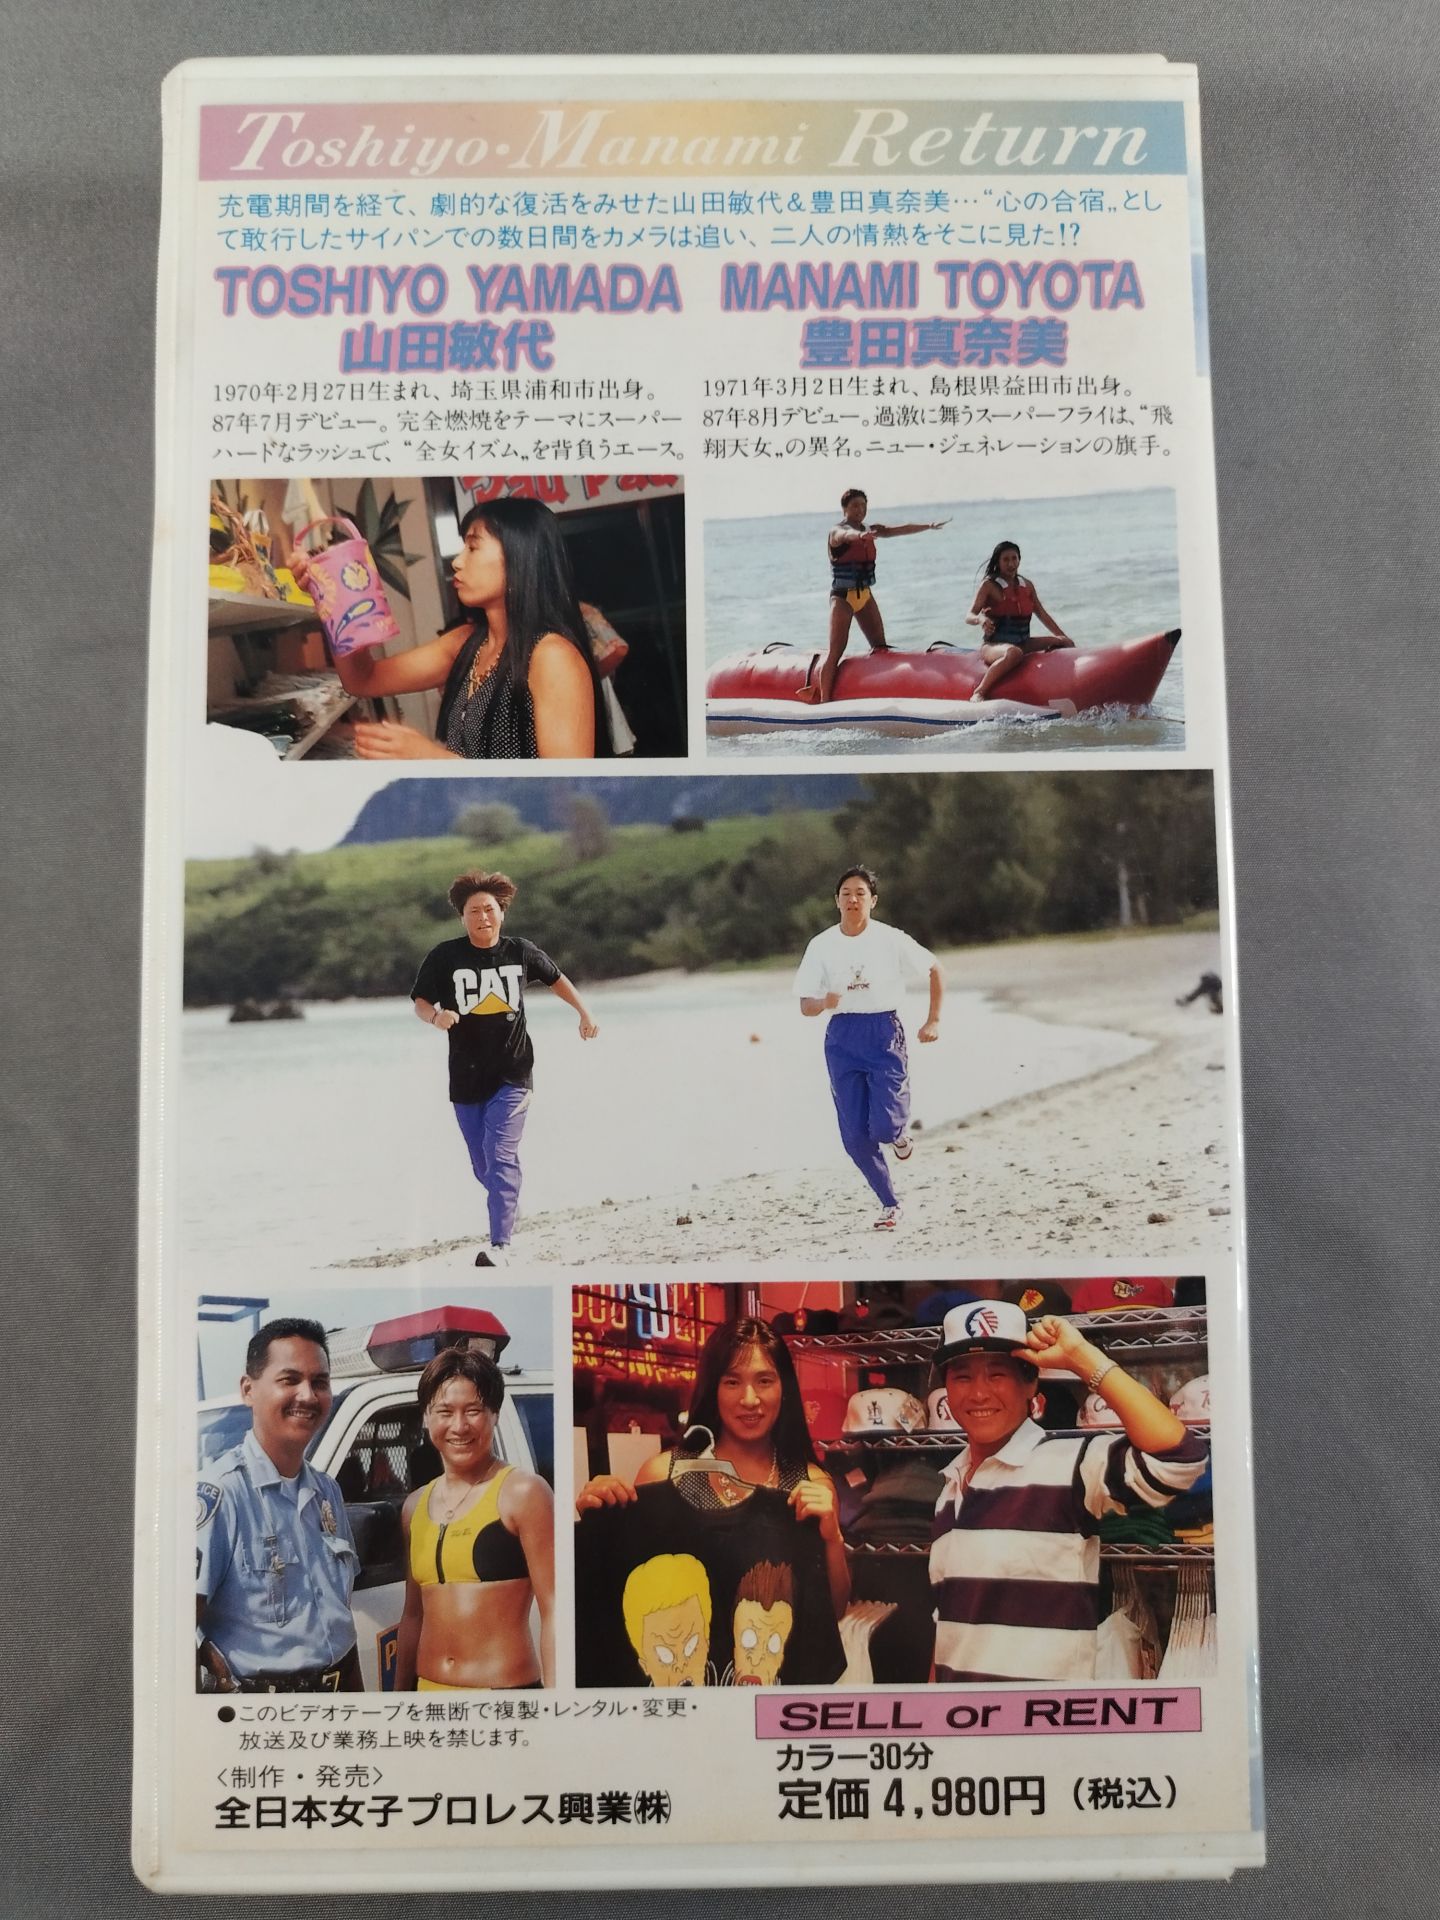 Toshiyo・Manami Return
充電期間を経て、劇的な復活をみせた山田敏代&豊田真奈美…“心の合宿„とし
て敢行したサイパンでの数日間をカメラは追い、二人の情熱をそこに見た!?
TOSHIYO YAMADA
山田敏代
1970年2月27日生まれ、埼玉県浦和市出身。
87年7月デビュー。完全燃焼をテーマにスーパー
ハードなラッシュで、“全女イズム„を背負うエース。
MANAMI TOYOTA
豊田真奈美
1971年3月2日生まれ、島根県益田市出身。
87年8月デビュー。過激に舞うスーパーフライは、“飛
翔天女„の異名。ニュー・ジェネレーションの旗手。
CAT
●このビデオテープを無断で複製・レンタル・変更・
放送及び業務上映を禁じます。
〈制作・発売〉
全日本女子プロレス興業㈱
SELL or RENT
カラー30分
定価4,980円(税込)